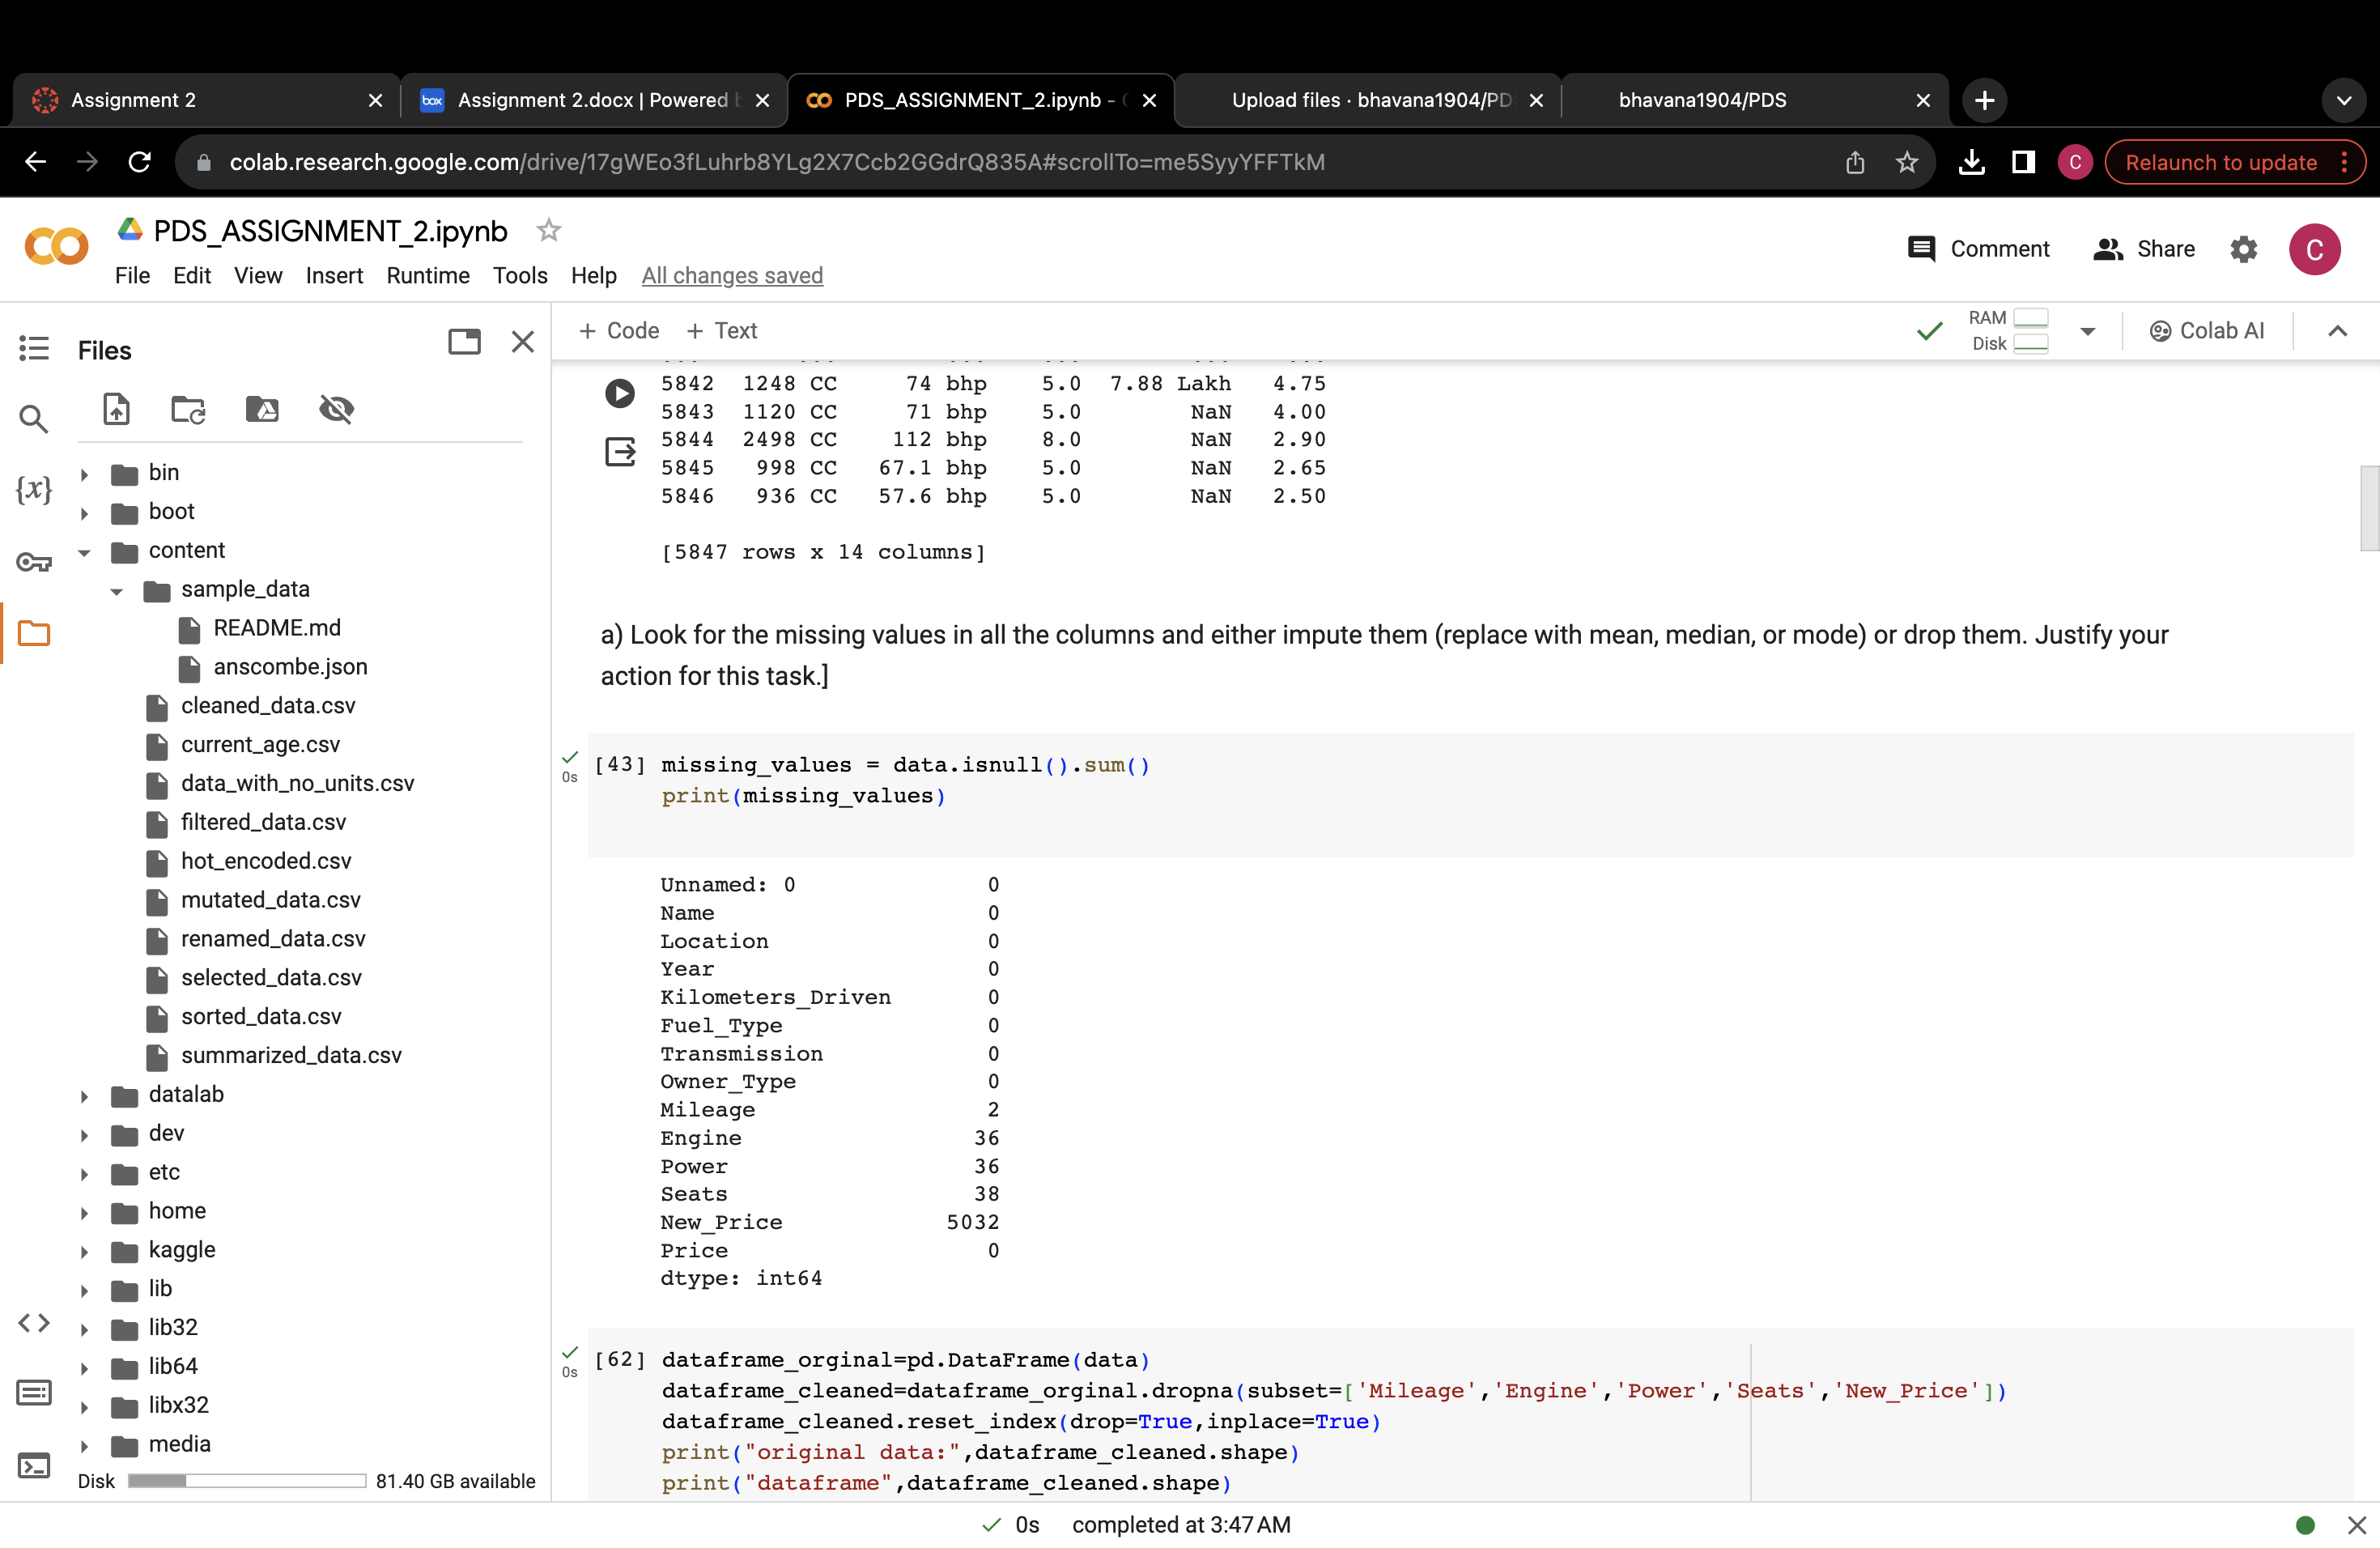 Assignment 2
Assignment 2.docx | Powered b
PDS_ASSIGNMENT_2.ipynb -
Upload files · bhavana1904/PDS
bhavana1904/PDS
colab.research.google.com/drive/17gWEo3fLuhrb8YLg2X7Ccb2GGdrQ835A#scrollTo=me5SyyYFFTkM
C
Relaunch to update
PDS_ASSIGNMENT_2.ipynb
File Edit View Insert Runtime Tools Help All changes saved
Comment
Share
C
Files
+ Code + Text
RAM
Disk
Colab AI
{x}
bin
boot
content
sample_data
README.md
anscombe.json
cleaned_data.csv
current_age.csv
data_with_no_units.csv
filtered_data.csv
hot_encoded.csv
mutated_data.csv
renamed_data.csv
selected_data.csv
sorted_data.csv
summarized_data.csv
datalab
dev
etc
home
kaggle
lib
lib32
lib64
libx32
media
Disk 81.40 GB available
5842 1248 CC 74 bhp 5.0 7.88 Lakh 4.75
5843 1120 CC 71 bhp 5.0 NaN 4.00
5844 2498 CC 112 bhp 8.0 NaN 2.90
5845 998 CC 67.1 bhp 5.0 NaN 2.65
5846 936 CC 57.6 bhp 5.0 NaN 2.50
[5847 rows x 14 columns]
a) Look for the missing values in all the columns and either impute them (replace with mean, median, or mode) or drop them. Justify your
action for this task.]
0s
[43] missing_values = data.isnull().sum()
print(missing_values)
Unnamed: 0 0
Name 0
Location 0
Year 0
Kilometers_Driven 0
Fuel_Type 0
Transmission 0
Owner_Type 0
Mileage 2
Engine 36
Power 36
Seats 38
New_Price 5032
Price 0
dtype: int64
0s
[62] dataframe_orginal=pd.DataFrame(data)
dataframe_cleaned=dataframe_orginal.dropna(subset=['Mileage','Engine','Power','Seats','New_Price'])
dataframe_cleaned.reset_index(drop=True,inplace=True)
print("original data:",dataframe_cleaned.shape)
print("dataframe",dataframe_cleaned.shape)
0s completed at 3:47 AM